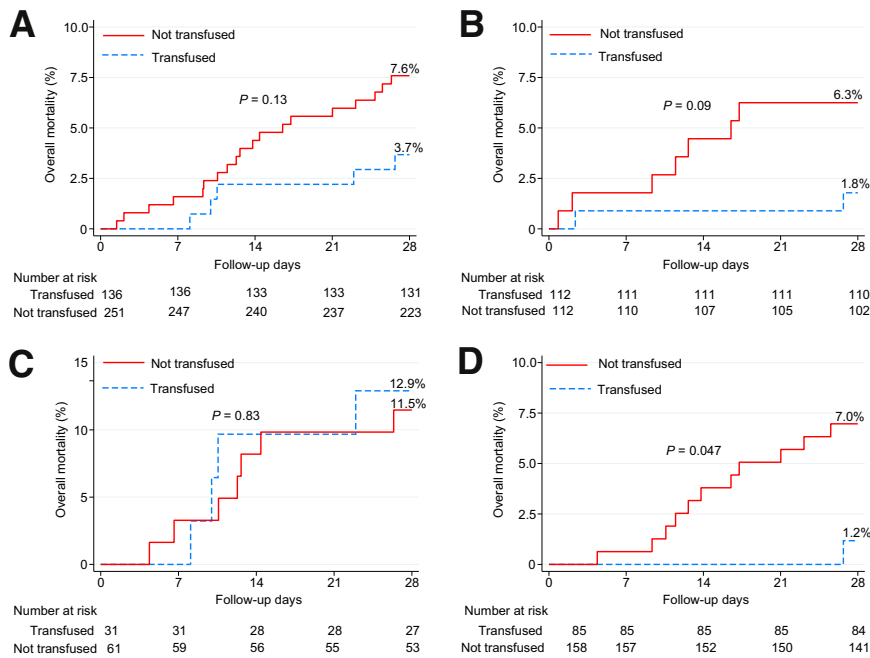 A
10.0
7.5
5.0
2.5
0
Overall mortality (%)
Not transfused
Transfused
P = 0.13
7.6%
3.7%
0 7 14 21 28
Follow-up days
Number at risk
Transfused 136 136 133 133 131
Not transfused 251 247 240 237 223
B
10.0
7.5
5.0
2.5
0
Overall mortality (%)
Not transfused
Transfused
P = 0.09
6.3%
1.8%
0 7 14 21 28
Follow-up days
Number at risk
Transfused 112 111 111 111 110
Not transfused 112 110 107 105 102
C
15
10
5
0
Overall mortality (%)
Not transfused
Transfused
P = 0.83
12.9%
11.5%
0 7 14 21 28
Follow-up days
Number at risk
Transfused 31 31 28 28 27
Not transfused 61 59 56 55 53
D
10.0
7.5
5.0
2.5
0
Overall mortality (%)
Not transfused
Transfused
P = 0.047
7.0%
1.2%
0 7 14 21 28
Follow-up days
Number at risk
Transfused 85 85 85 85 84
Not transfused 158 157 152 150 141